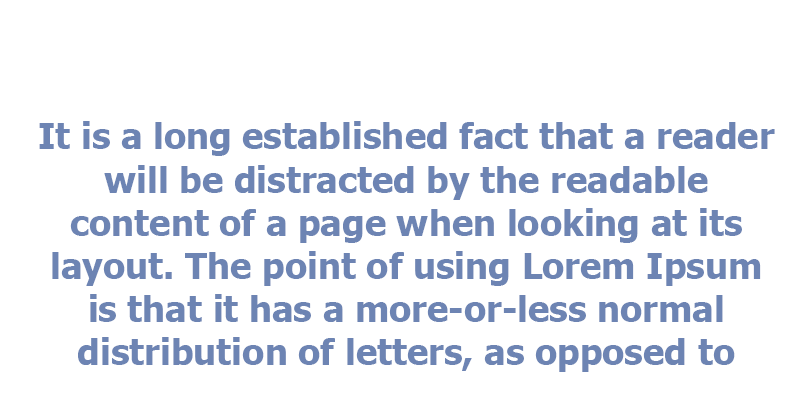 It is a long established fact that a reader
will be distracted by the readable
content of a page when looking at its
layout. The point of using Lorem Ipsum
is that it has a more-or-less normal
distribution of letters, as opposed to